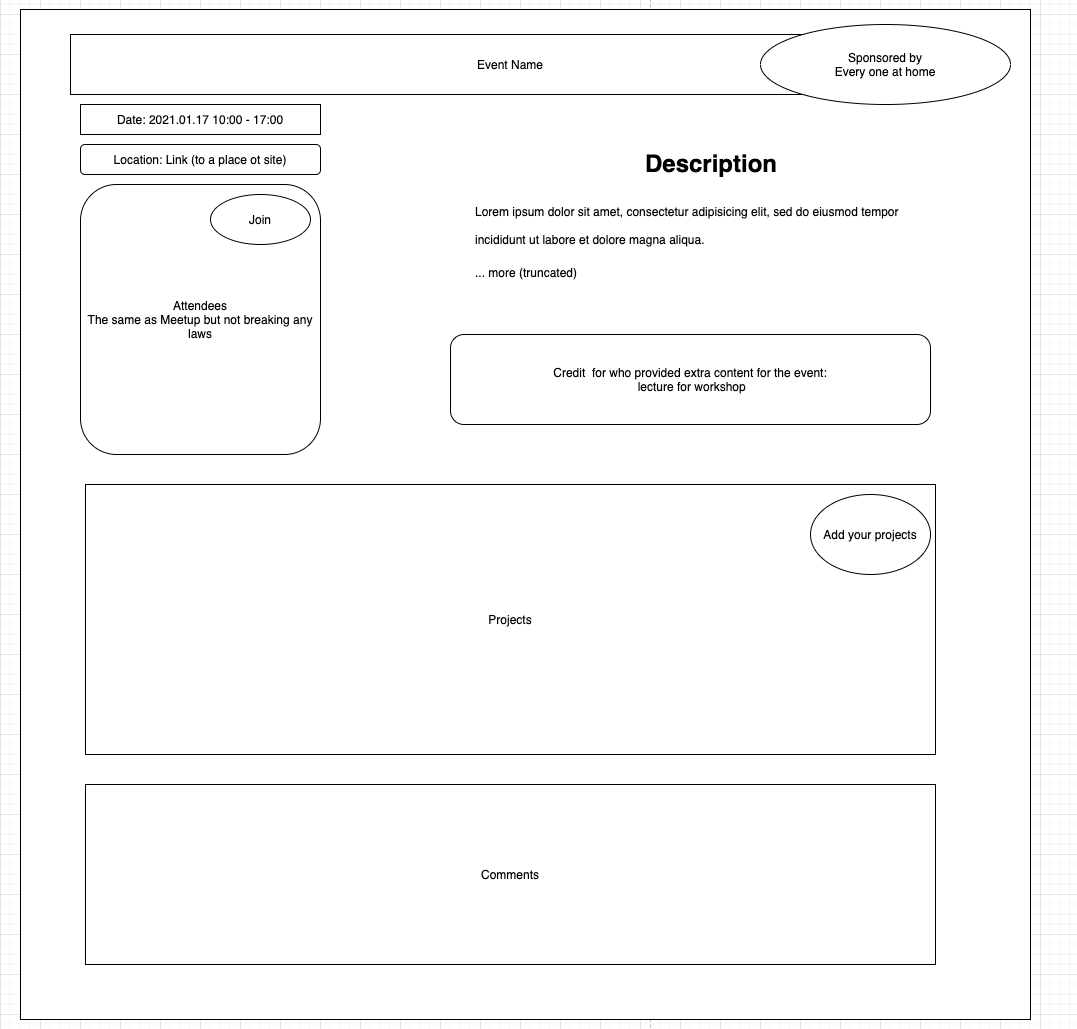 Event Name
Sponsored by
Every one at home
Date: 2021.01.17 10:00 - 17:00
Location: Link (to a place ot site)
Join
Attendees
The same as Meetup but not breaking any
laws
Description
Lorem ipsum dolor sit amet, consectetur adipisicing elit, sed do eiusmod tempor
incididunt ut labore et dolore magna aliqua.
... more (truncated)
Credit  for who provided extra content for the event:
lecture for workshop
Add your projects
Projects
Comments